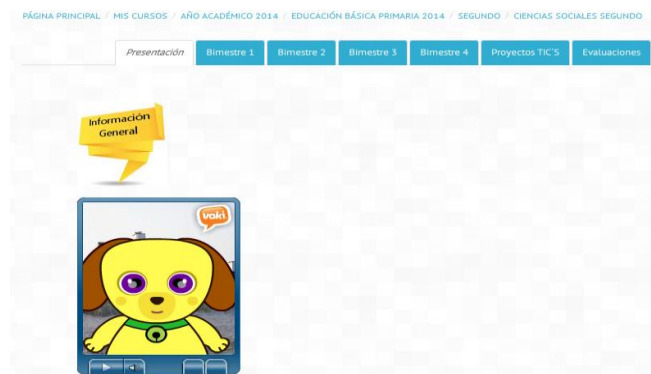 PÁGINA PRINCIPAL / MIS CURSOS / AÑO ACADÉMICO 2014 / EDUCACIÓN BÁSICA PRIMARIA 2014 / SEGUNDO / CIENCIAS SOCIALES SEGUNDO
Presentación Bimestre 1 Bimestre 2 Bimestre 3 Bimestre 4 Proyectos TIC'S Evaluaciones
Información
General
voki